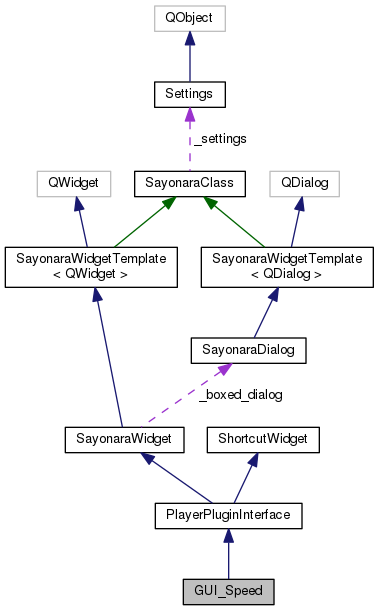 QObject
Settings
_settings
SayonaraClass
QWidget
QDialog
SayonaraWidgetTemplate
< QWidget >
SayonaraWidgetTemplate
< QDialog >
SayonaraDialog
_boxed_dialog
SayonaraWidget
ShortcutWidget
PlayerPluginInterface
GUI_Speed